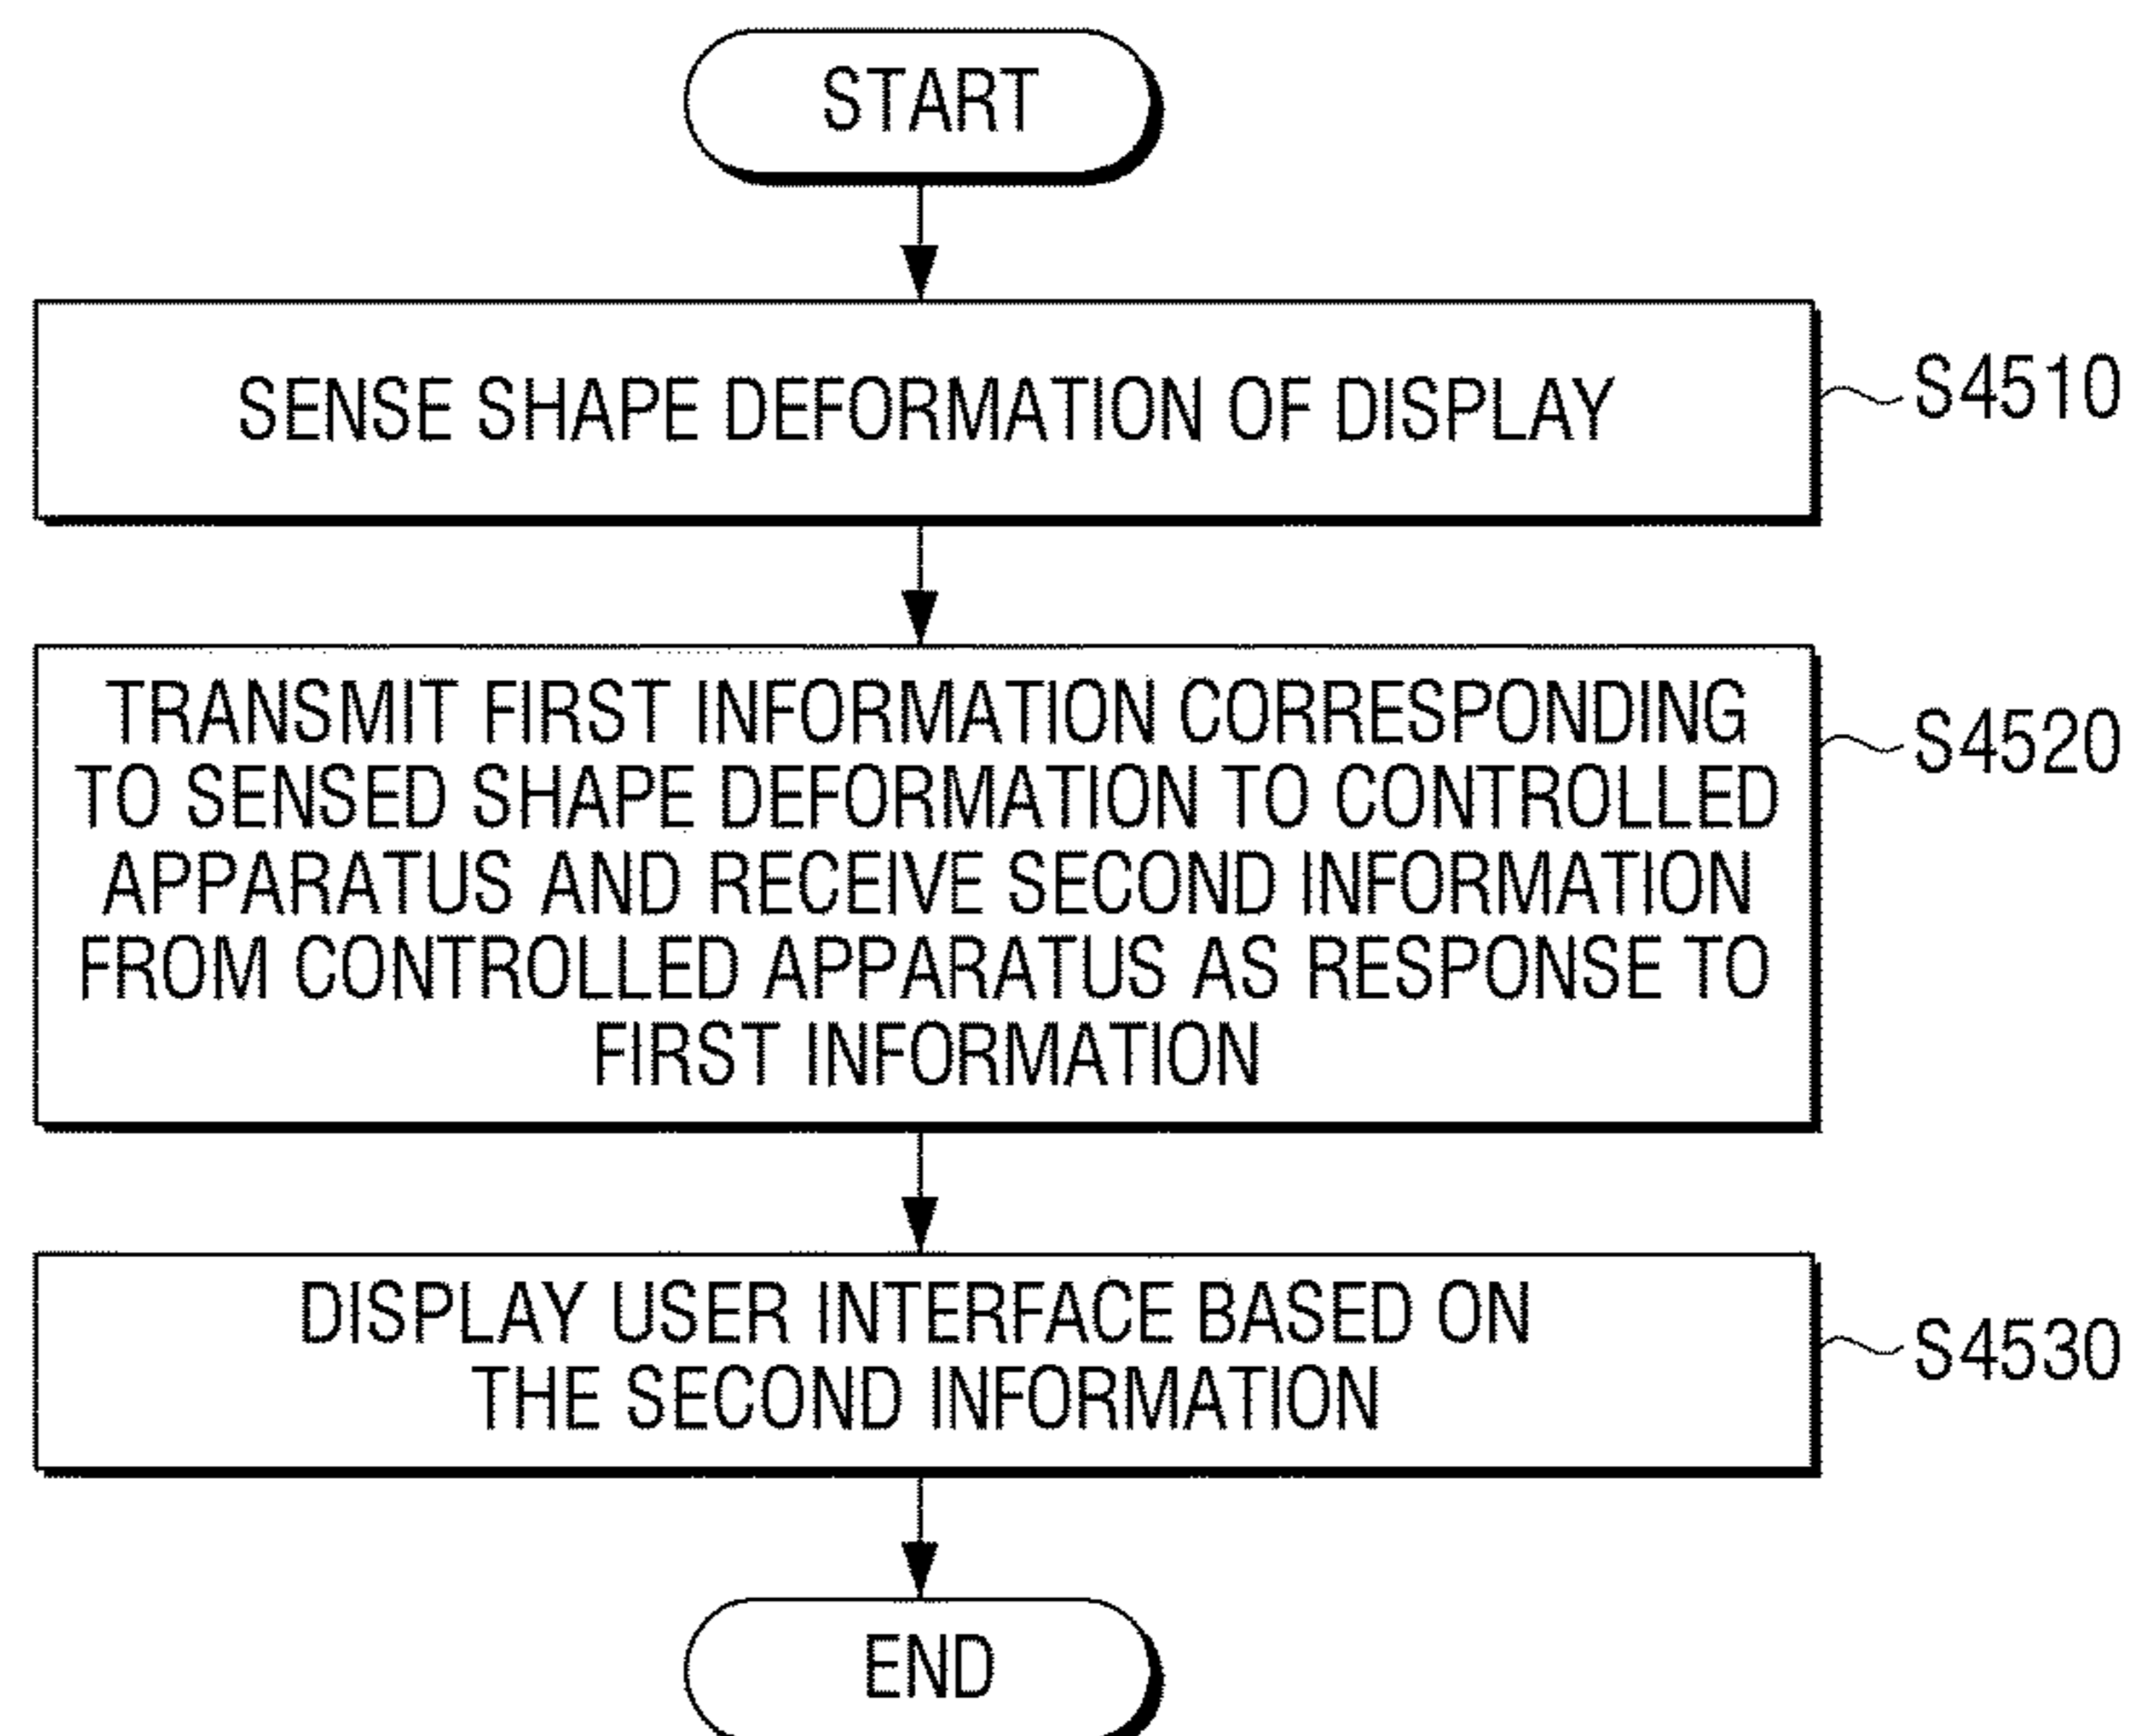 START
SENSE SHAPE DEFORMATION OF DISPLAY
S4510
TRANSMIT FIRST INFORMATION CORRESPONDING
TO SENSED SHAPE DEFORMATION TO CONTROLLED
APPARATUS AND RECEIVE SECOND INFORMATION
FROM CONTROLLED APPARATUS AS RESPONSE TO
FIRST INFORMATION
S4520
DISPLAY USER INTERFACE BASED ON
THE SECOND INFORMATION
S4530
END